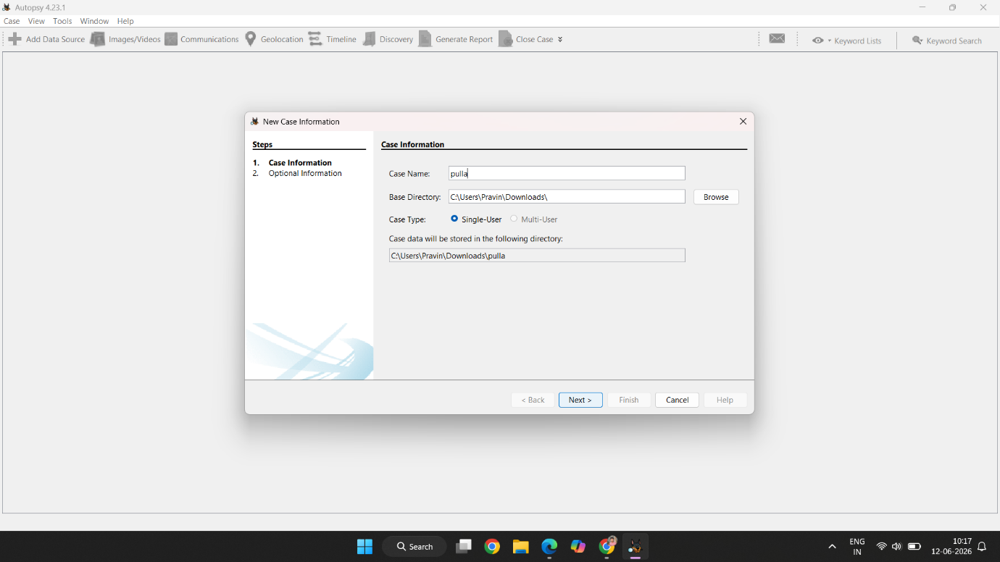 Autopsy 4.23.1
Case View Tools Window Help
Add Data Source Images/Videos Communications Geolocation Timeline Discovery Generate Report Close Case Keyword Lists Keyword Search
New Case Information
Steps
1. Case Information
2. Optional Information
Case Information
Case Name: pulla
Base Directory: C:\Users\Pravin\Downloads\ Browse
Case Type: Single-User Multi-User
Case data will be stored in the following directory:
C:\Users\Pravin\Downloads\pulla
< Back Next > Finish Cancel Help
Search
ENG
IN
10:17
12-06-2026